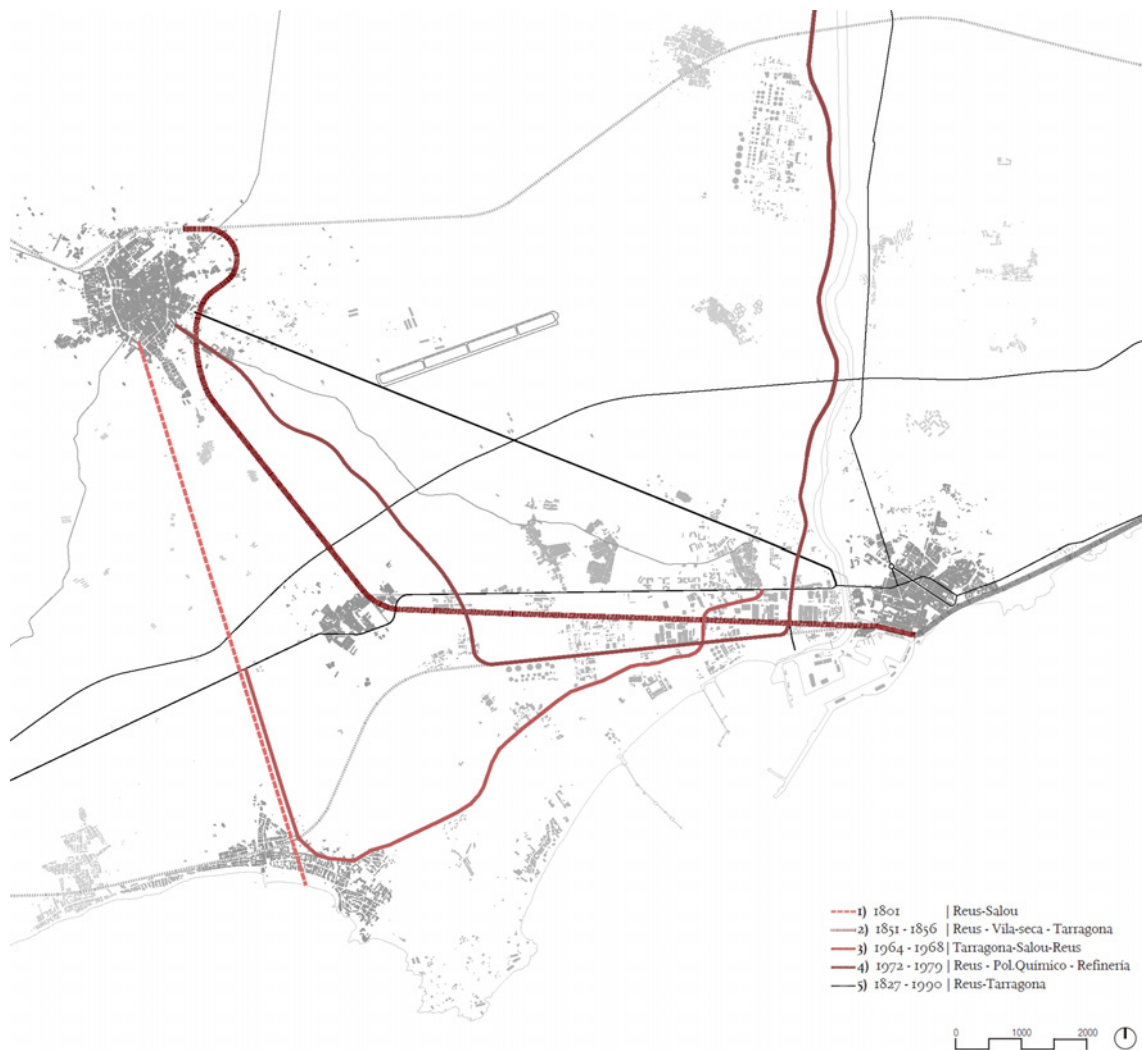 1) 1801 | Reus-Salou
2) 1851 - 1856 | Reus - Vila-seca - Tarragona
3) 1964 - 1968 | Tarragona-Salou-Reus
4) 1972 - 1979 | Reus - Pol.Quimico - Refinería
5) 1827 - 1990 | Reus-Tarragona
0 1000 2000